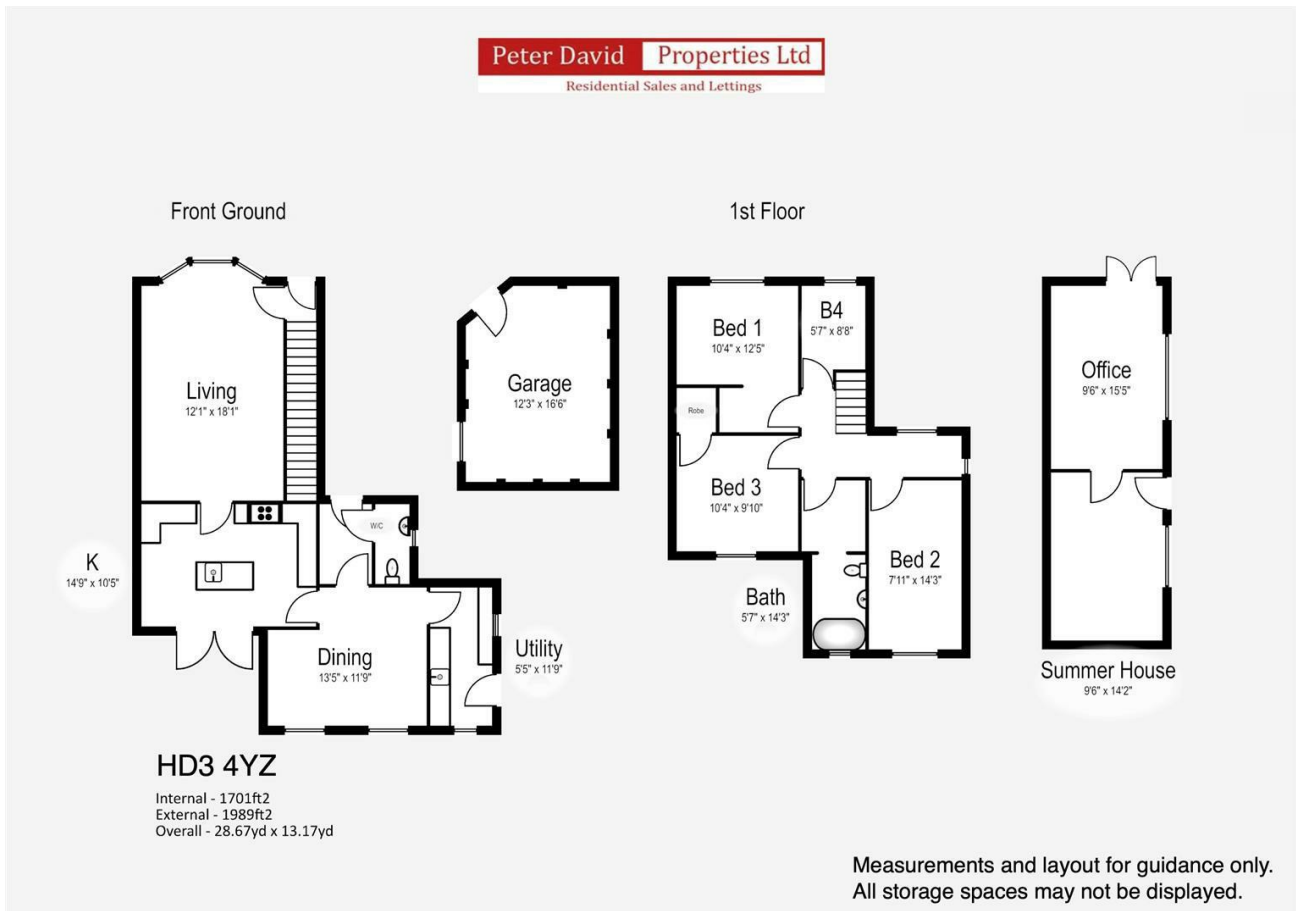 Peter David Properties Ltd
Residential Sales and Lettings
Front Ground
1st Floor
Living
12'1" x 18'1"
Garage
12'3" x 16'6"
Bed 1
10'4" x 12'5"
B4
5'7" x 8'8"
Office
9'6" x 15'5"
Robe
Bed 3
10'4" x 9'10"
W/C
K
14'9" x 10'5"
Bed 2
7'11" x 14'3"
Bath
5'7" x 14'3"
Dining
13'5" x 11'9"
Utility
5'5" x 11'9"
Summer House
9'6" x 14'2"
HD3 4YZ
Internal - 1701ft2
External - 1989ft2
Overall - 28.67yd x 13.17yd
Measurements and layout for guidance only.
All storage spaces may not be displayed.